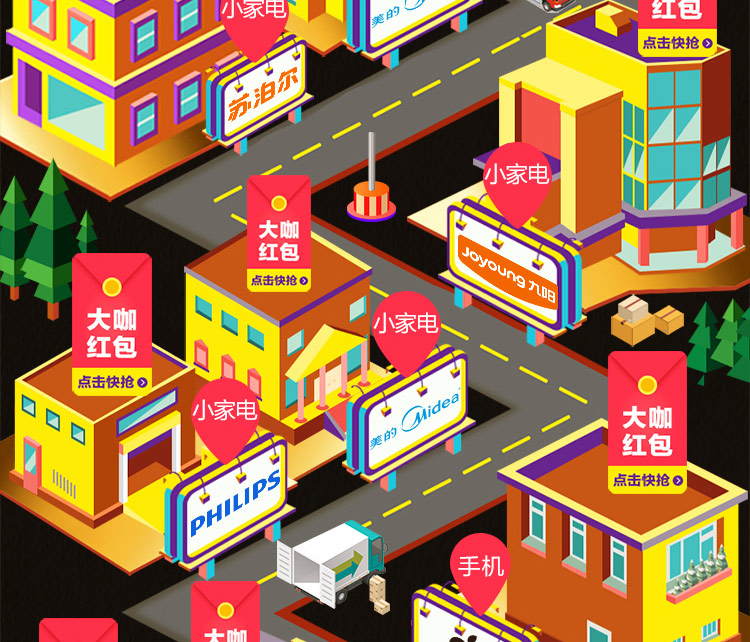 小家电
美的
红包
点击快抢
苏泊尔
小家电
大咖
红包
点击快抢
Joyoung 九阳
大咖
红包
点击快抢
小家电
美的 Midea
小家电
PHILIPS
大咖
红包
点击快抢
手机
大咖